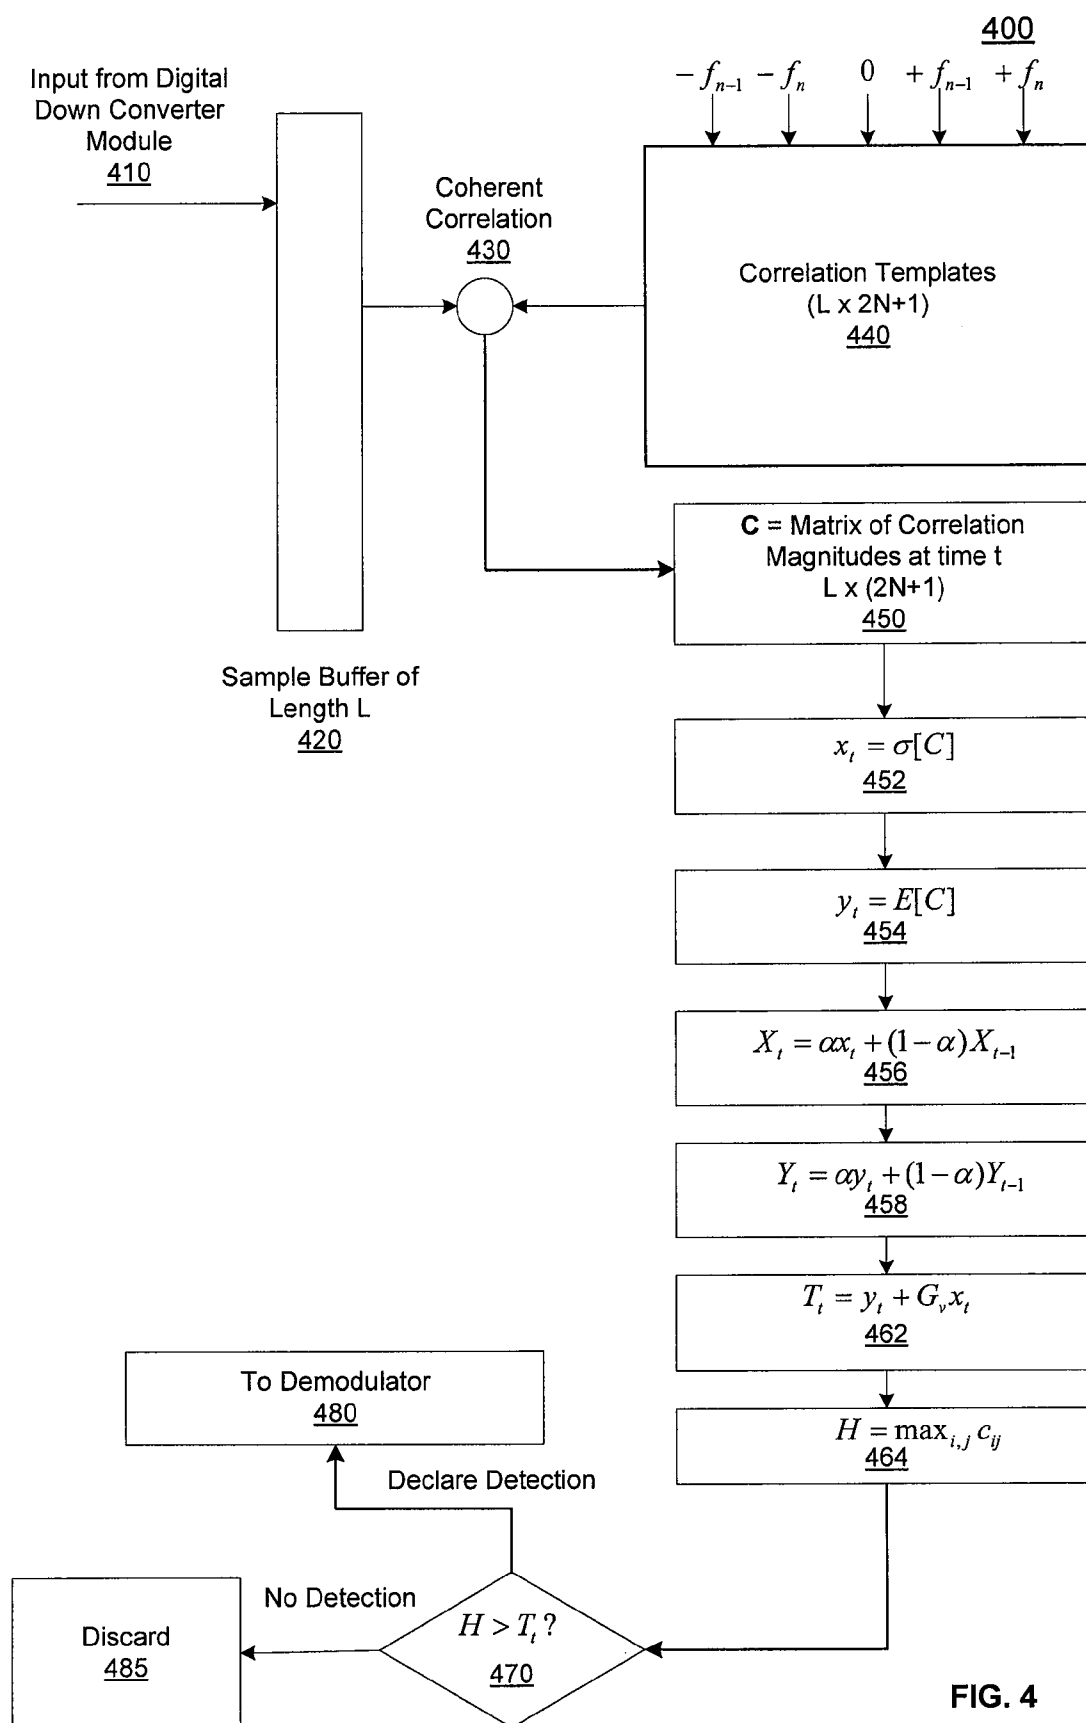 400
Input from Digital
Down Converter
Module
410
− f_{n−1} − f_n 0 + f_{n−1} + f_n
Coherent
Correlation
430
Correlation Templates
(L x 2N+1)
440
C = Matrix of Correlation
Magnitudes at time t
L x (2N+1)
450
Sample Buffer of
Length L
420
x_t = σ[C]
452
y_t = E[C]
454
X_t = αx_t + (1 − α)X_{t−1}
456
Y_t = αy_t + (1 − α)Y_{t−1}
458
T_t = y_t + G_v x_t
462
H = max_{i,j} c_{ij}
464
To Demodulator
480
Declare Detection
No Detection
H > T_t ?
470
Discard
485
FIG. 4